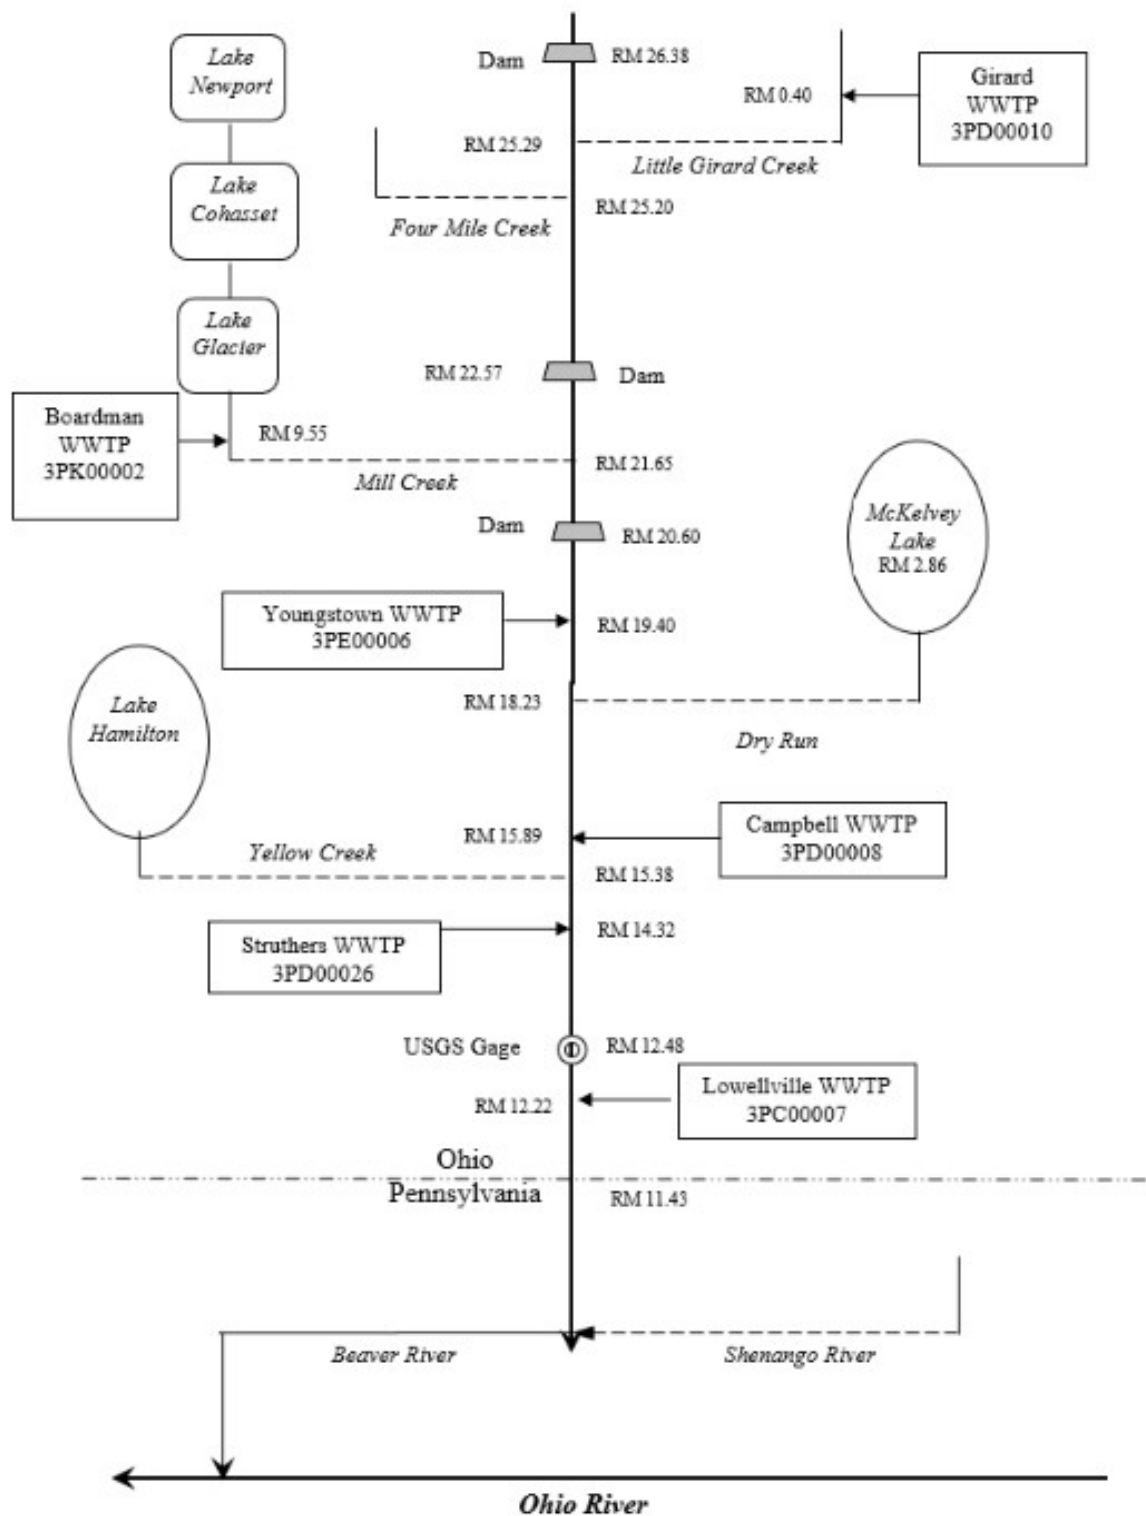 Lake
Newport
Dam
RM 26.38
Girard
WWTP
3PD00010
RM 0.40
RM 25.29
Little Girard Creek
Lake
Cohasset
RM 25.20
Four Mile Creek
Lake
Glacier
RM 22.57
Dam
Boardman
WWTP
3PK00002
RM 9.55
RM 21.65
Mill Creek
McKelvey
Lake
RM 2.86
Dam
RM 20.60
Youngstown WWTP
3PE00006
RM 19.40
Lake
Hamilton
RM 18.23
Dry Run
RM 15.89
Campbell WWTP
3PD00008
Yellow Creek
RM 15.38
Struthers WWTP
3PD00026
RM 14.32
USGS Gage
RM 12.48
Lowellville WWTP
3PC00007
RM 12.22
Ohio
Pennsylvania
RM 11.43
Beaver River
Shenango River
Ohio River